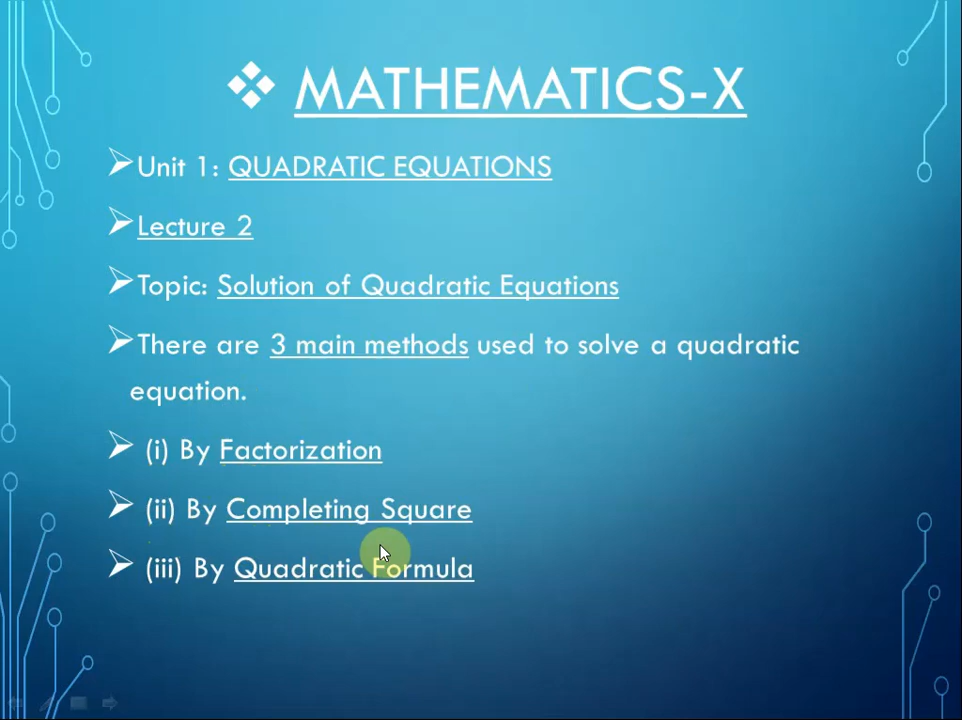 MATHEMATICS-X
Unit 1: QUADRATIC EQUATIONS
Lecture 2
Topic: Solution of Quadratic Equations
There are 3 main methods used to solve a quadratic
equation.
(i) By Factorization
(ii) By Completing Square
(iii) By Quadratic Formula